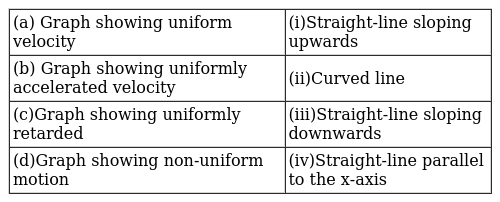 (a) Graph showing uniform
velocity
(i)Straight-line sloping
upwards
(b) Graph showing uniformly
accelerated velocity
(ii)Curved line
(c)Graph showing uniformly
retarded
(iii)Straight-line sloping
downwards
(d)Graph showing non-uniform
motion
(iv)Straight-line parallel
to the x-axis